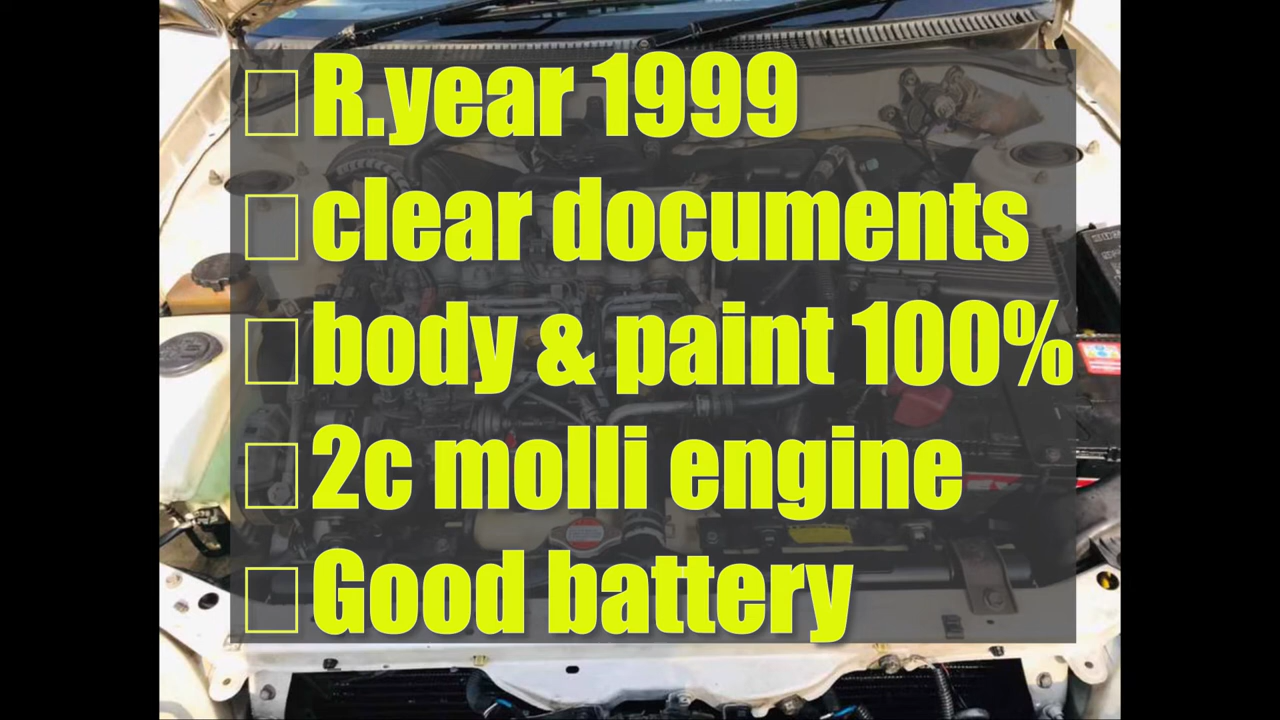 □R.year 1999
□clear documents
□body & paint 100%
□2c molli engine
□Good battery